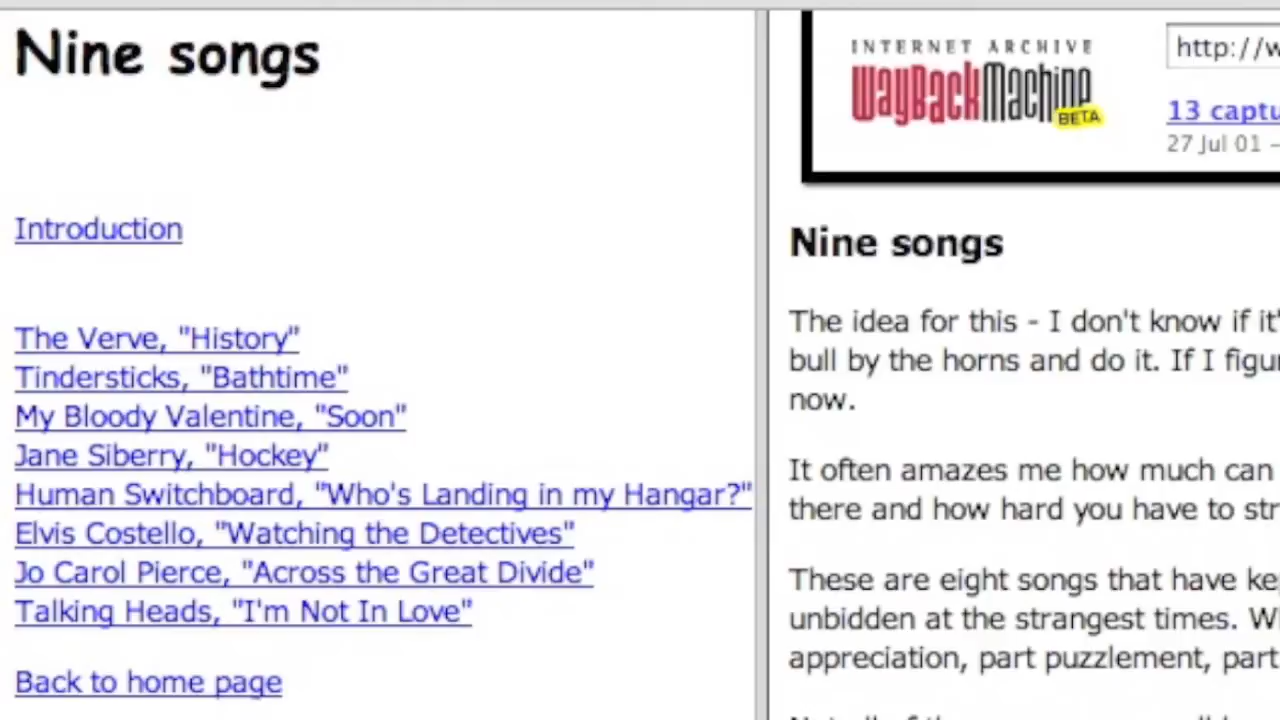 Nine songs
Introduction
The Verve, "History"
Tindersticks, "Bathtime"
My Bloody Valentine, "Soon"
Jane Siberry, "Hockey"
Human Switchboard, "Who's Landing in my Hangar?"
Elvis Costello, "Watching the Detectives"
Jo Carol Pierce, "Across the Great Divide"
Talking Heads, "I'm Not In Love"
Back to home page
INTERNET ARCHIVE
WayBackMachine
BETA
http://w
13 captu
27 Jul 01 –
Nine songs
The idea for this - I don't know if it'
bull by the horns and do it. If I figu
now.
It often amazes me how much can
there and how hard you have to str
These are eight songs that have ke
unbidden at the strangest times. W
appreciation, part puzzlement, part